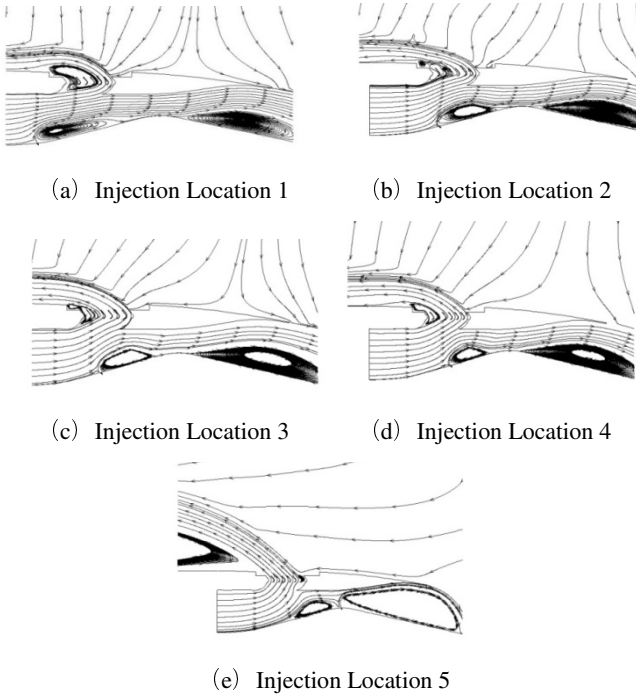 (a) Injection Location 1
(b) Injection Location 2
(c) Injection Location 3
(d) Injection Location 4
(e) Injection Location 5